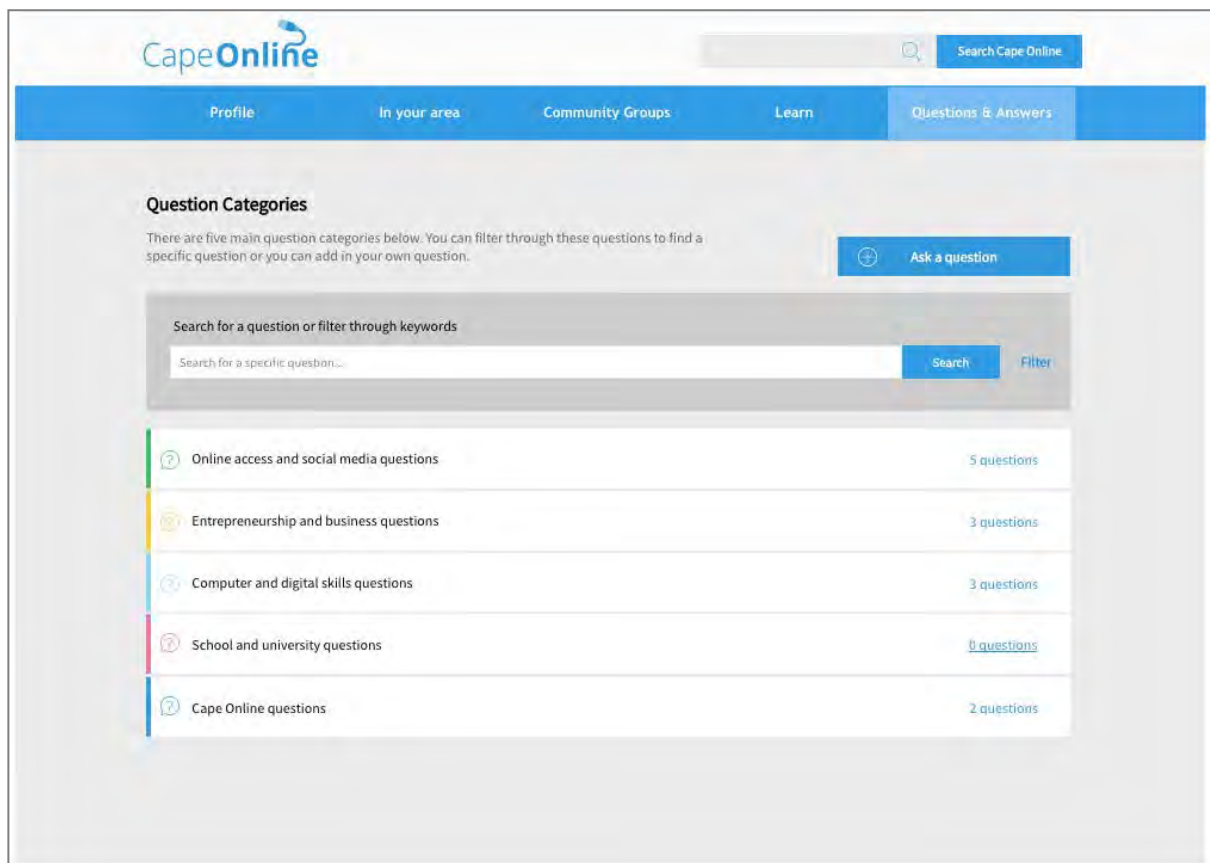 CapeOnline
Search Cape Online
Profile
In your area
Community Groups
Learn
Questions & Answers
Question Categories
There are five main question categories below. You can filter through these questions to find a
specific question or you can add in your own question.
Ask a question
Search for a question or filter through keywords
Search for a specific question...
Search
Filter
Online access and social media questions
5 questions
Entrepreneurship and business questions
3 questions
Computer and digital skills questions
3 questions
School and university questions
0 questions
Cape Online questions
2 questions